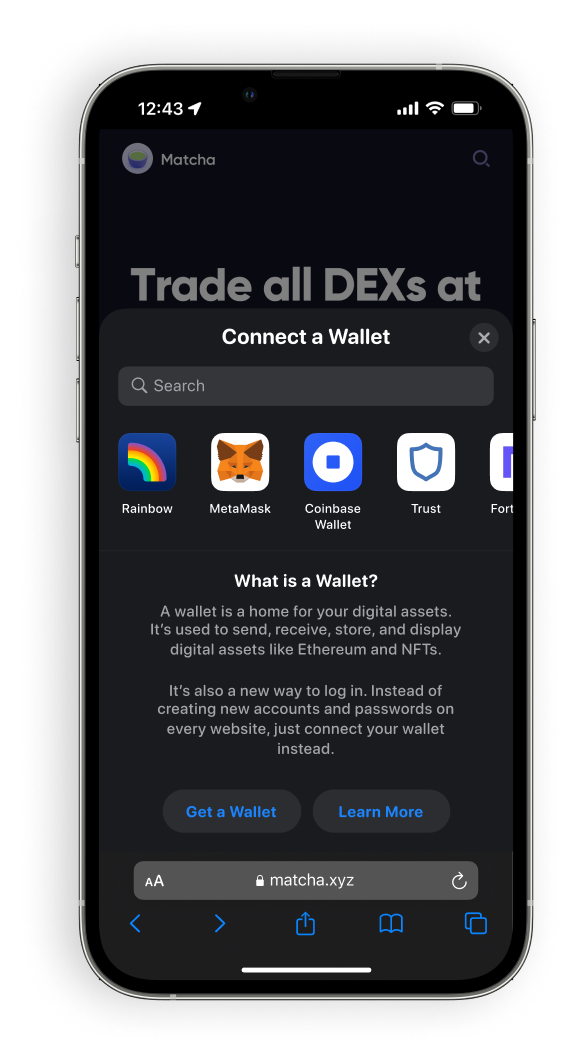 12:43
Matcha
Trade all DEXs at
Connect a Wallet
Search
Rainbow
MetaMask
Coinbase
Wallet
Trust
Fort
What is a Wallet?
A wallet is a home for your digital assets.
It's used to send, receive, store, and display
digital assets like Ethereum and NFTs.
It's also a new way to log in. Instead of
creating new accounts and passwords on
every website, just connect your wallet
instead.
Get a Wallet
Learn More
AA
matcha.xyz